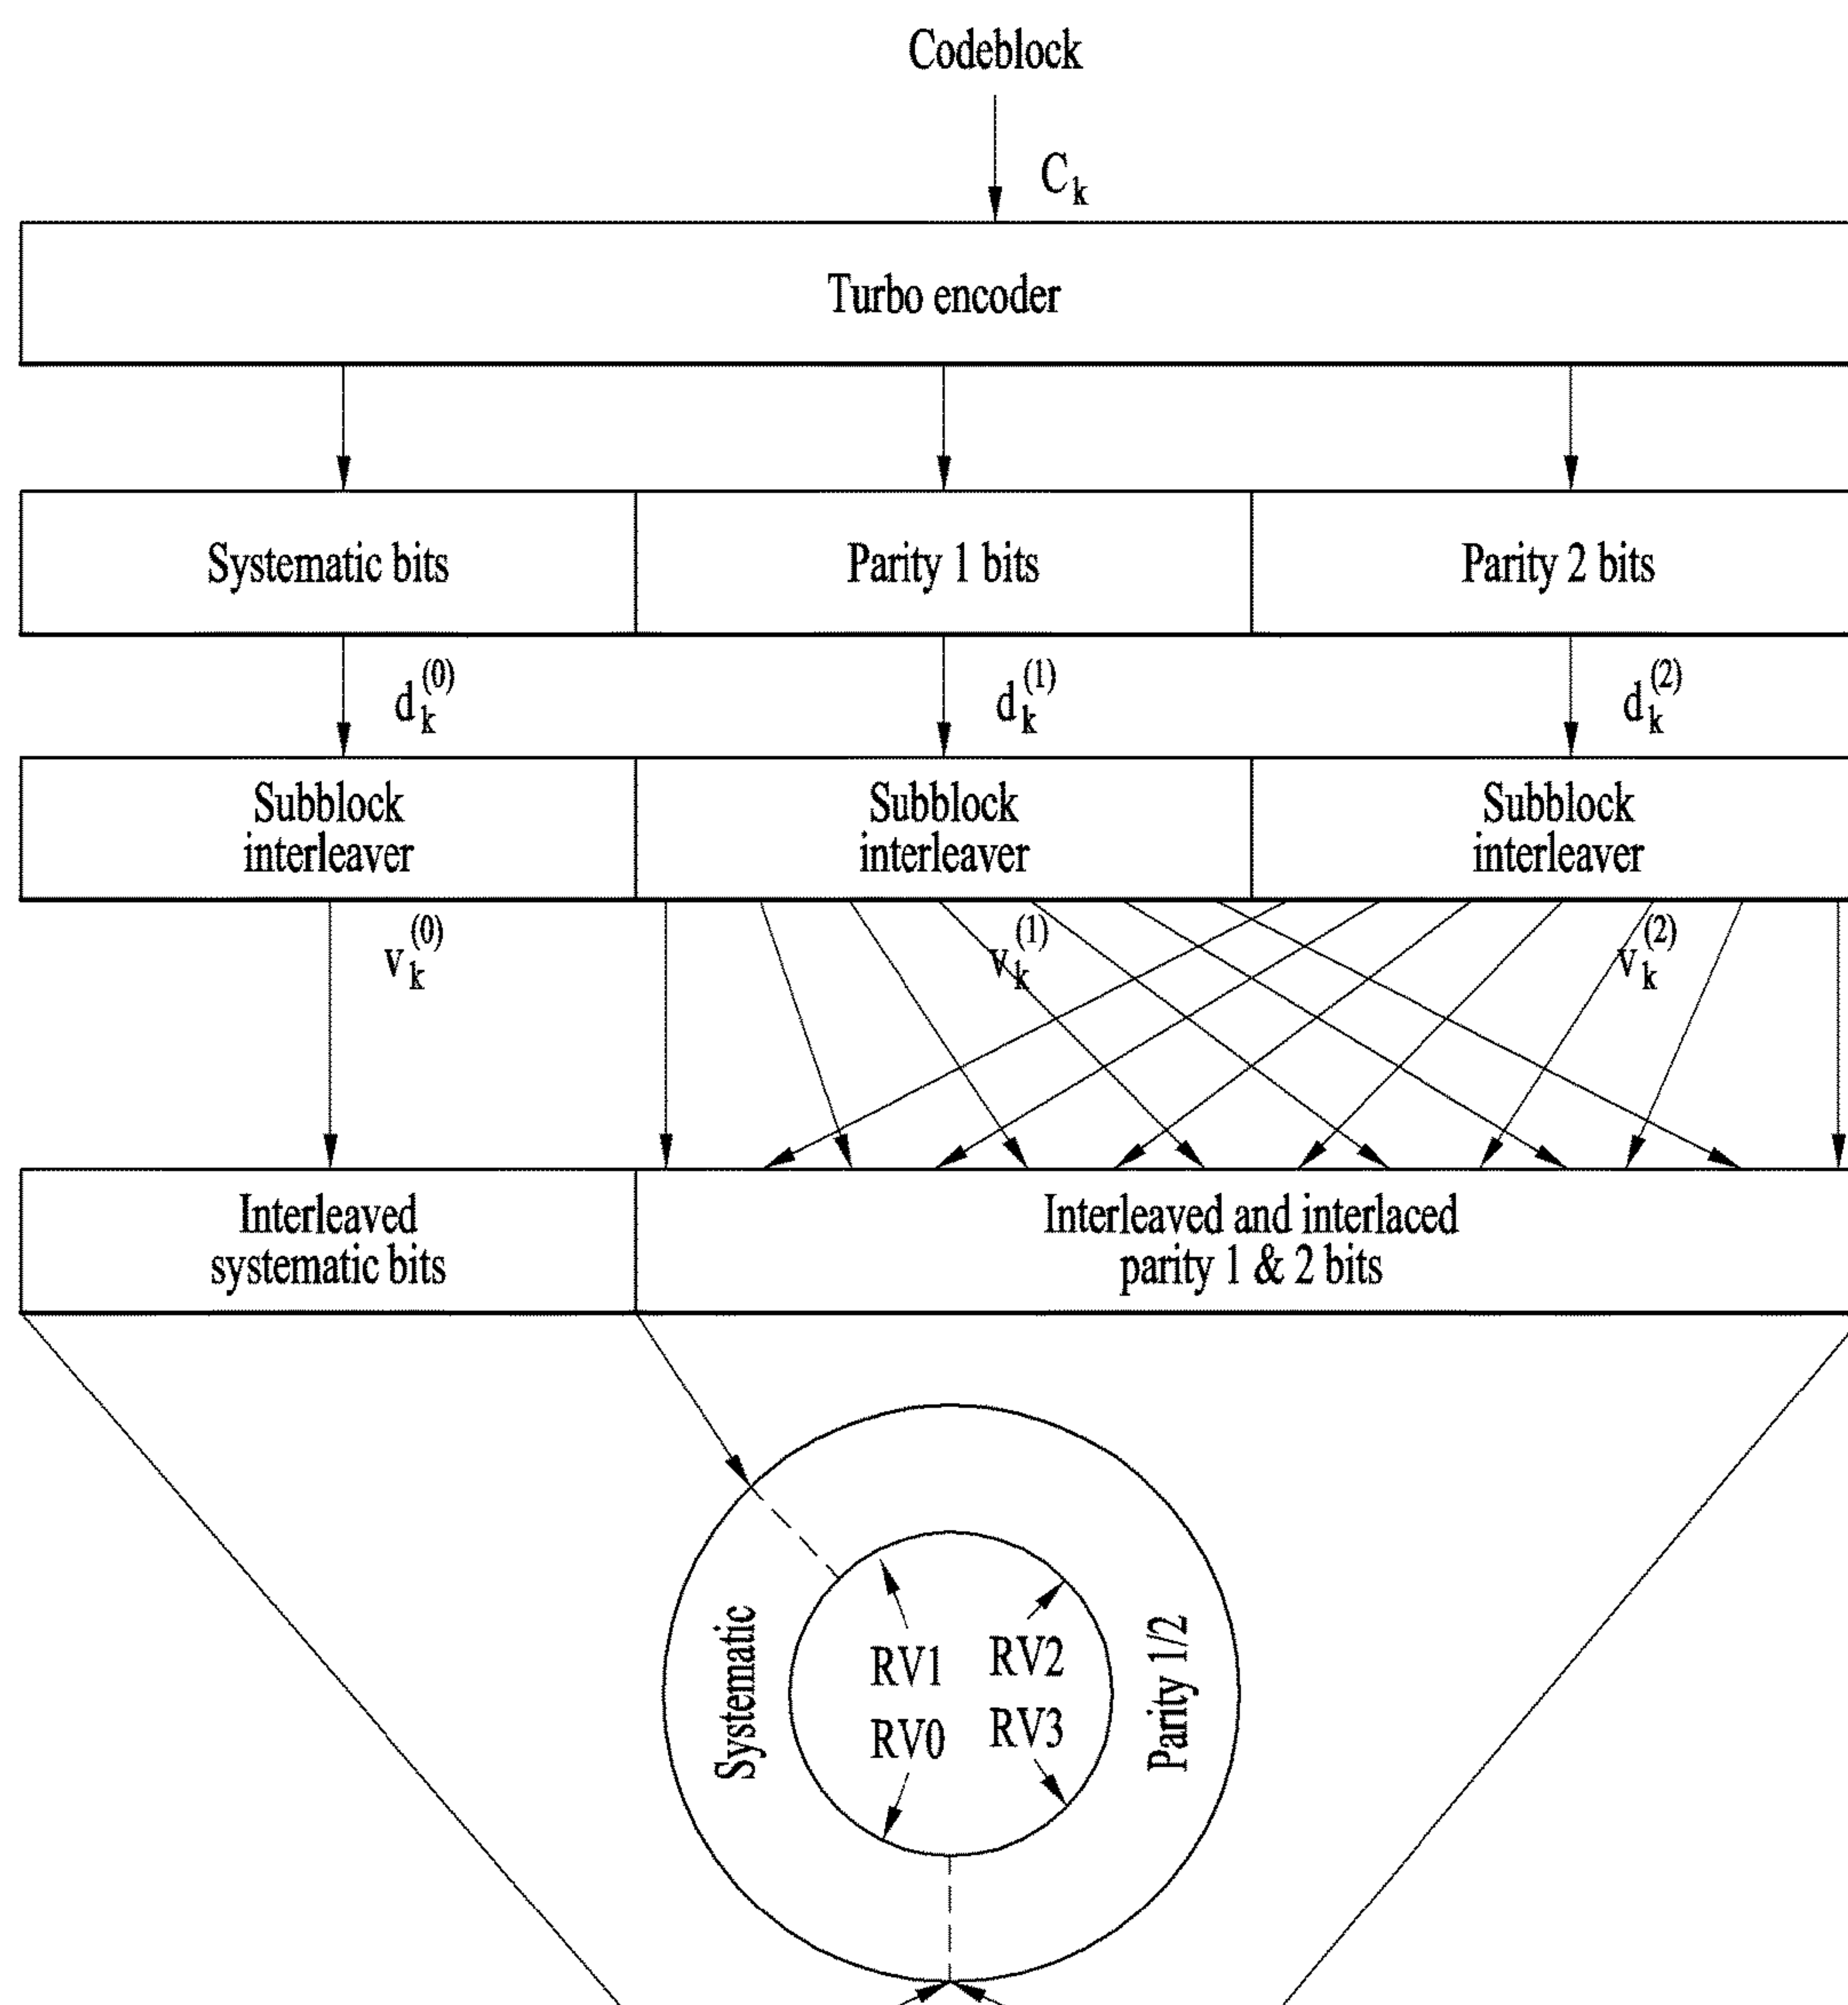 Codeblock
C_k
Turbo encoder
Systematic bits
Parity 1 bits
Parity 2 bits
d_k^(0)
d_k^(1)
d_k^(2)
Subblock
interleaver
Subblock
interleaver
Subblock
interleaver
v_k^(0)
v_k^(1)
v_k^(2)
Interleaved
systematic bits
Interleaved and interlaced
parity 1 & 2 bits
Systematic
RV1
RV2
RV0
RV3
Parity 1/2